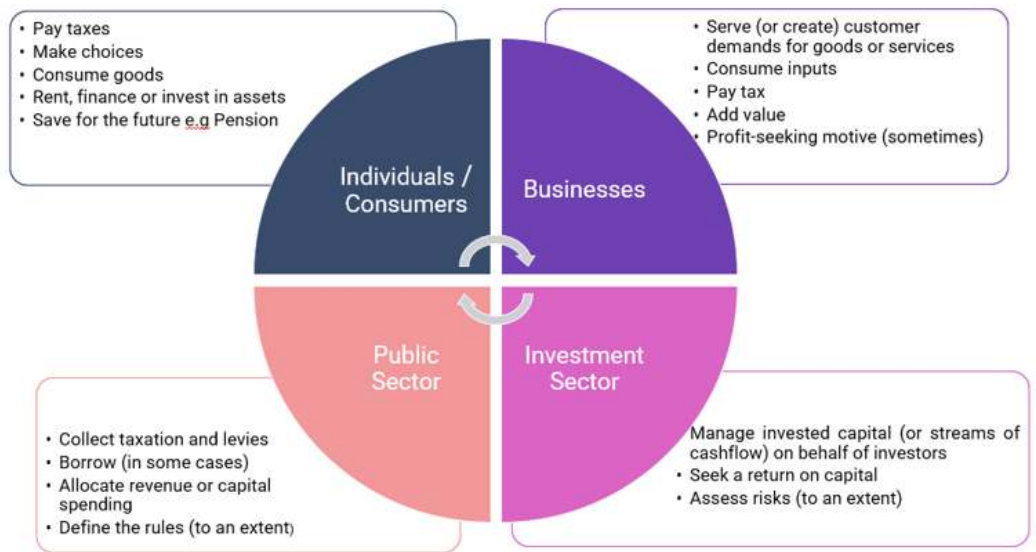 • Pay taxes
• Make choices
• Consume goods
• Rent, finance or invest in assets
• Save for the future e.g Pension
• Serve (or create) customer
demands for goods or services
• Consume inputs
• Pay tax
• Add value
• Profit-seeking motive (sometimes)
Individuals /
Consumers
Businesses
Public
Sector
Investment
Sector
• Collect taxation and levies
• Borrow (in some cases)
• Allocate revenue or capital
spending
• Define the rules (to an extent)
Manage invested capital (or streams of
cashflow) on behalf of investors
• Seek a return on capital
• Assess risks (to an extent)